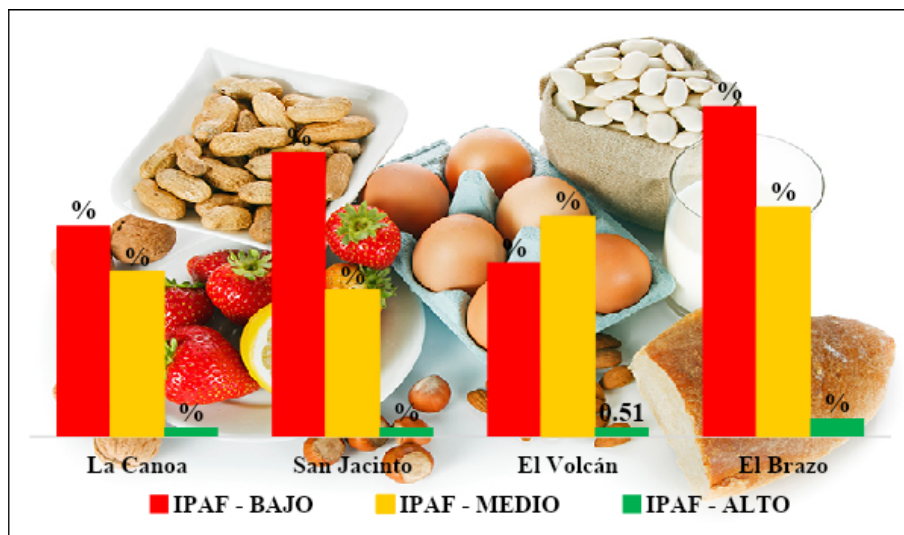 %
%
%
%
%
%
%
%
%
0.51
%
La Canoa
San Jacinto
El Volcán
El Brazo
IPAF - BAJO
IPAF - MEDIO
IPAF - ALTO